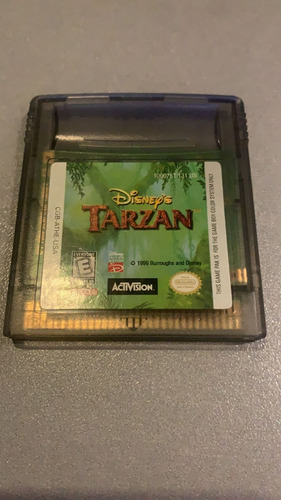 Disney's
TARZAN
CGB-ATHE-USA
THIS GAME PAK IS FOR THE GAME BOY COLOR SYSTEM ONLY
E
© 1999 Burroughs and Disney
ACTIVISION